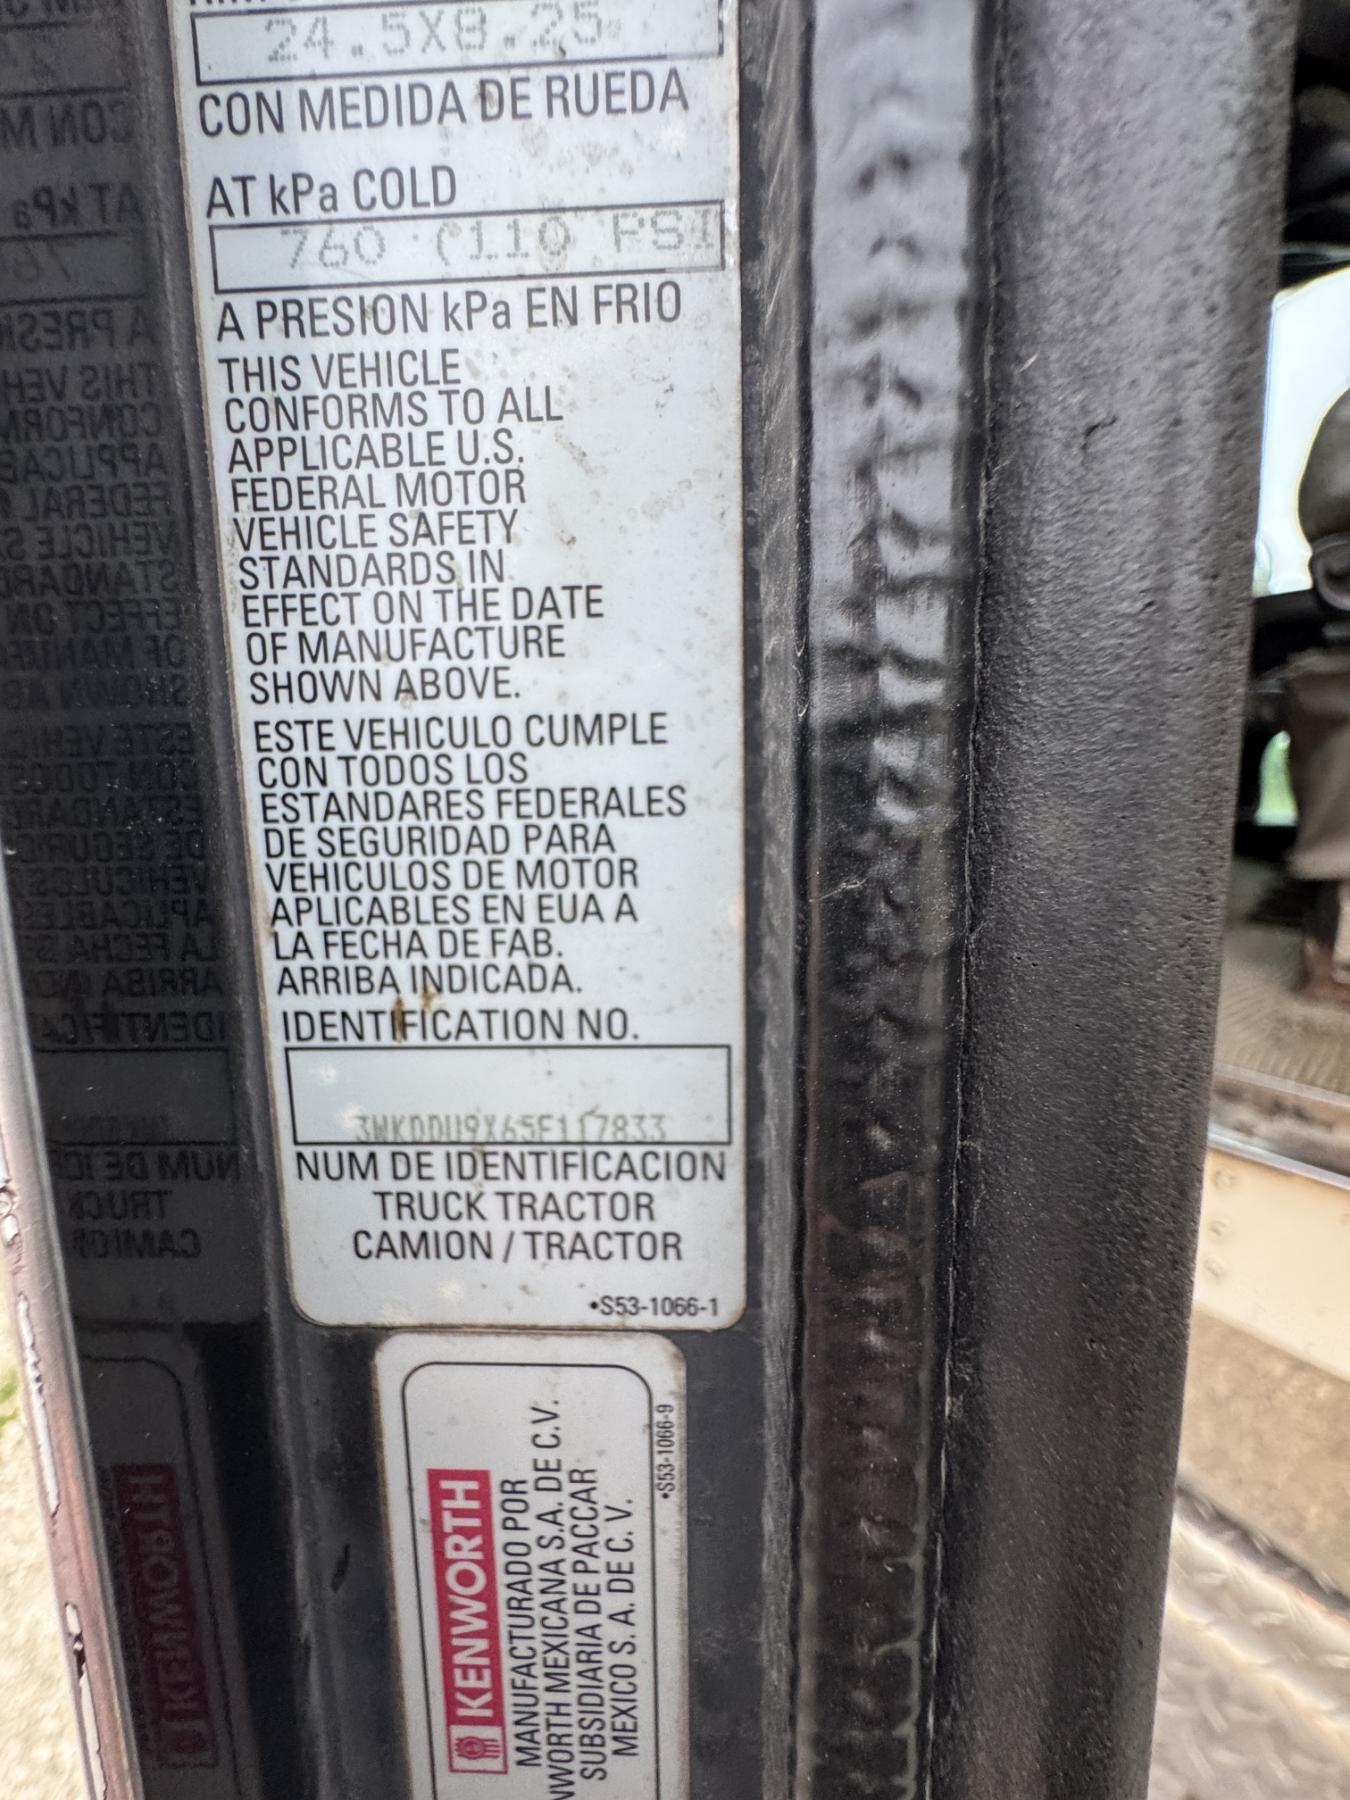 24.5X8.25
CON MEDIDA DE RUEDA
AT kPa COLD
760 (110 PSI
A PRESION kPa EN FRIO
THIS VEHICLE
CONFORMS TO ALL
APPLICABLE U.S.
FEDERAL MOTOR
VEHICLE SAFETY
STANDARDS IN
EFFECT ON THE DATE
OF MANUFACTURE
SHOWN ABOVE.
ESTE VEHICULO CUMPLE
CON TODOS LOS
ESTANDARES FEDERALES
DE SEGURIDAD PARA
VEHICULOS DE MOTOR
APLICABLES EN EUA A
LA FECHA DE FAB.
ARRIBA INDICADA.
IDENTIFICATION NO.
3WKDDU9X65F117833
NUM DE IDENTIFICACION
TRUCK TRACTOR
CAMION / TRACTOR
•S53-1066-1
KENWORTH
MANUFACTURADO POR
NWORTH MEXICANA S.A. DE C.V.
SUBSIDIARIA DE PACCAR
MEXICO S. A. DE C. V.
•S53-1066-9